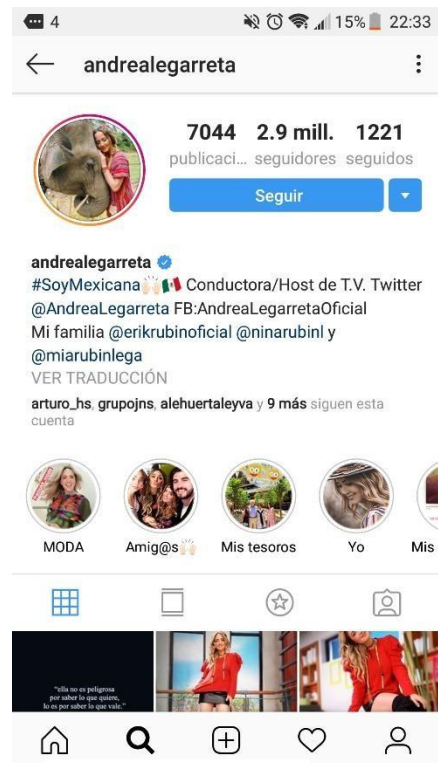 4 15% 22:33
andrealegarreta
7044 2.9 mill. 1221
publicaci... seguidores seguidos
Seguir
andrealegarreta
#SoyMexicana🙌🏻🇲🇽 Conductora/Host de T.V. Twitter
@AndreaLegarreta FB:AndreaLegarretaOficial
Mi familia @erikrubinoficial @ninarubinl y
@miarubinlega
VER TRADUCCIÓN
arturo_hs, grupojns, alehuertaleyva y 9 más siguen esta
cuenta
MODA Amig@s🙌🏻 Mis tesoros Yo Mis
"ella no es peligrosa
por saber lo que quiere,
lo es por saber lo que vale."